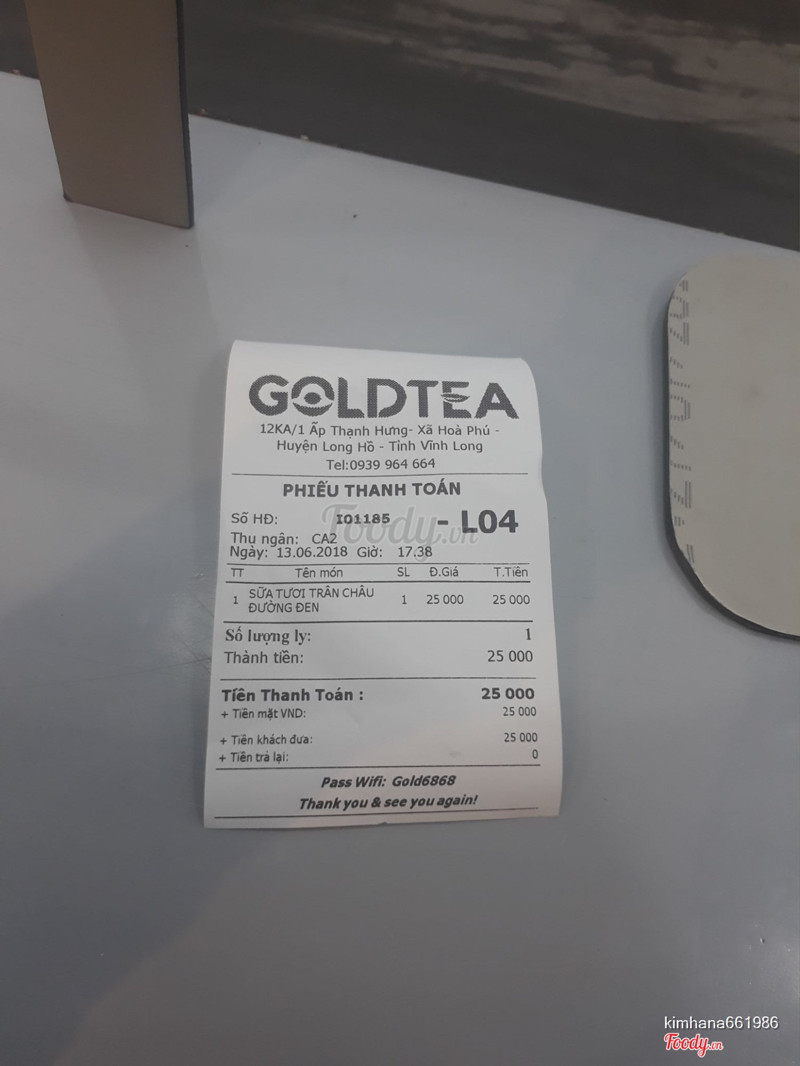 GOLDTEA
12KA/1 Ấp Thạnh Hưng- Xã Hoà Phú -
Huyện Long Hồ - Tỉnh Vĩnh Long
Tel:0939 964 664
PHIẾU THANH TOÁN
Số HĐ: I01185 - L04
Foody.vn
Thu ngân: CA2
Ngày: 13.06.2018 Giờ: 17.38
TT Tên món SL Đ.Giá T.Tiền
1 SỮA TƯƠI TRÂN CHÂU 1 25 000 25 000
ĐƯỜNG ĐEN
Số lượng ly: 1
Thành tiền: 25 000
Tiền Thanh Toán : 25 000
+ Tiền mặt VND: 25 000
+ Tiền khách đưa: 25 000
+ Tiền trả lại: 0
Pass Wifi: Gold6868
Thank you & see you again!
kimhana661986
Foody.vn